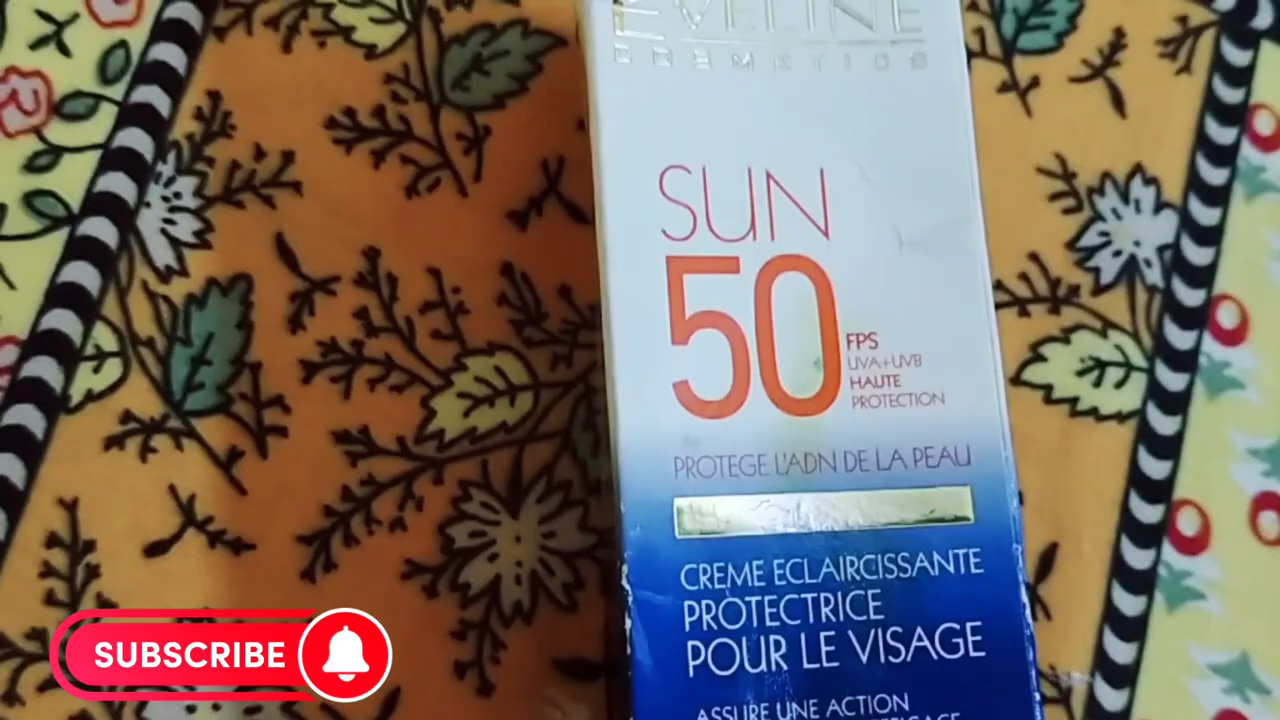 EVELINE
COSMETICS
SUN
50
FPS
UVA+UVB
HAUTE
PROTECTION
PROTEGE L'ADN DE LA PEAU
CREME ECLAIRCISSANTE
PROTECTRICE
POUR LE VISAGE
ASSURE UNE ACTION
SUBSCRIBE